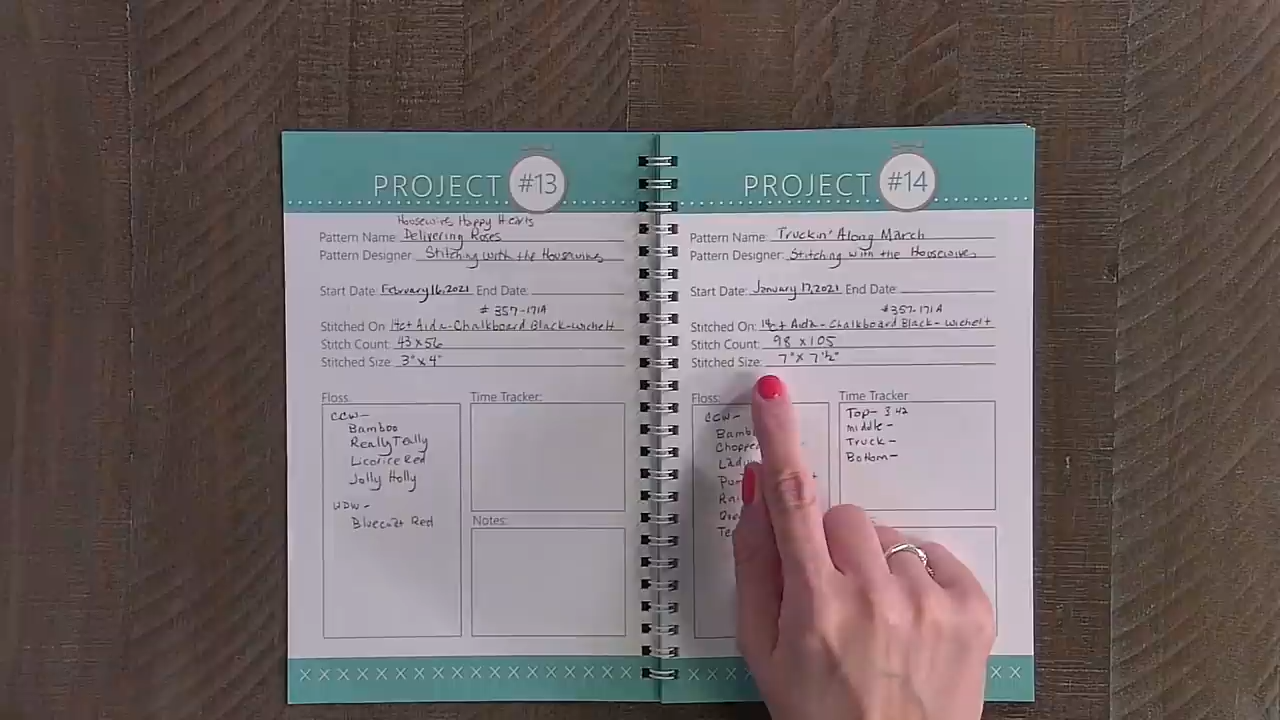 PROJECT #13
Housewives Happy Hearts
Pattern Name: Delivering Roses
Pattern Designer: Stitching with the Housewives
Start Date: February 16, 2021 End Date:
#357-171A
Stitched On: 14ct Aida - Chalkboard Black - Wichelt
Stitch Count: 43 x 56
Stitched Size: 3" x 4"
Floss:
CCW-
Bamboo
Really Teally
Licorice Red
Jolly Holly
WDW-
Bluecoat Red
Time Tracker:
Notes:
PROJECT #14
Pattern Name: Truckin' Along March
Pattern Designer: Stitching with the Housewives
Start Date: January 17, 2021 End Date:
#357-171A
Stitched On: 14ct Aida - Chalkboard Black - Wichelt
Stitch Count: 98 x 105
Stitched Size: 7" x 7 1/2"
Floss:
CCW-
Time Tracker
Top- 3:42
Middle-
Truck-
Bottom-